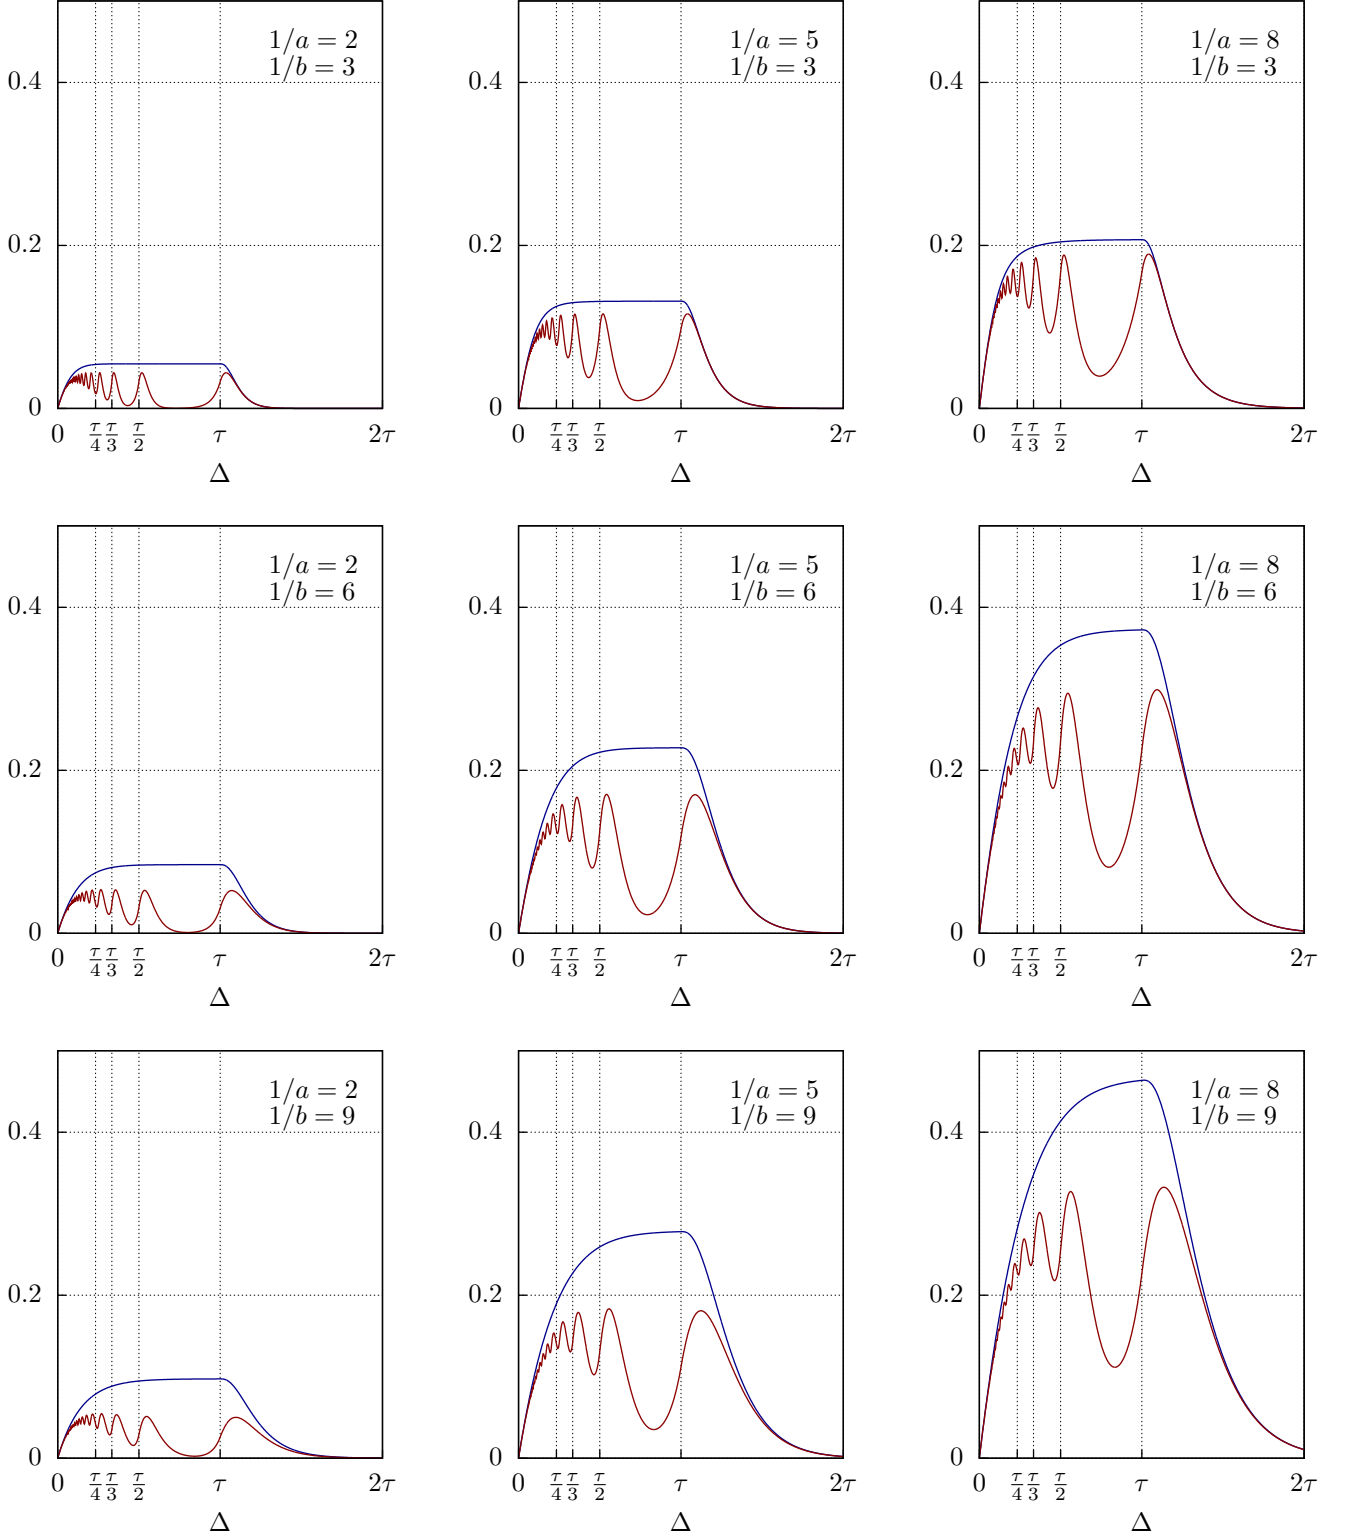 1/a = 2
1/b = 3
0.4
0.2
0
0 τ/4 τ/3 τ/2 τ 2τ
Δ
1/a = 5
1/b = 3
0.4
0.2
0
0 τ/4 τ/3 τ/2 τ 2τ
Δ
1/a = 8
1/b = 3
0.4
0.2
0
0 τ/4 τ/3 τ/2 τ 2τ
Δ
1/a = 2
1/b = 6
0.4
0.2
0
0 τ/4 τ/3 τ/2 τ 2τ
Δ
1/a = 5
1/b = 6
0.4
0.2
0
0 τ/4 τ/3 τ/2 τ 2τ
Δ
1/a = 8
1/b = 6
0.4
0.2
0
0 τ/4 τ/3 τ/2 τ 2τ
Δ
1/a = 2
1/b = 9
0.4
0.2
0
0 τ/4 τ/3 τ/2 τ 2τ
Δ
1/a = 5
1/b = 9
0.4
0.2
0
0 τ/4 τ/3 τ/2 τ 2τ
Δ
1/a = 8
1/b = 9
0.4
0.2
0
0 τ/4 τ/3 τ/2 τ 2τ
Δ